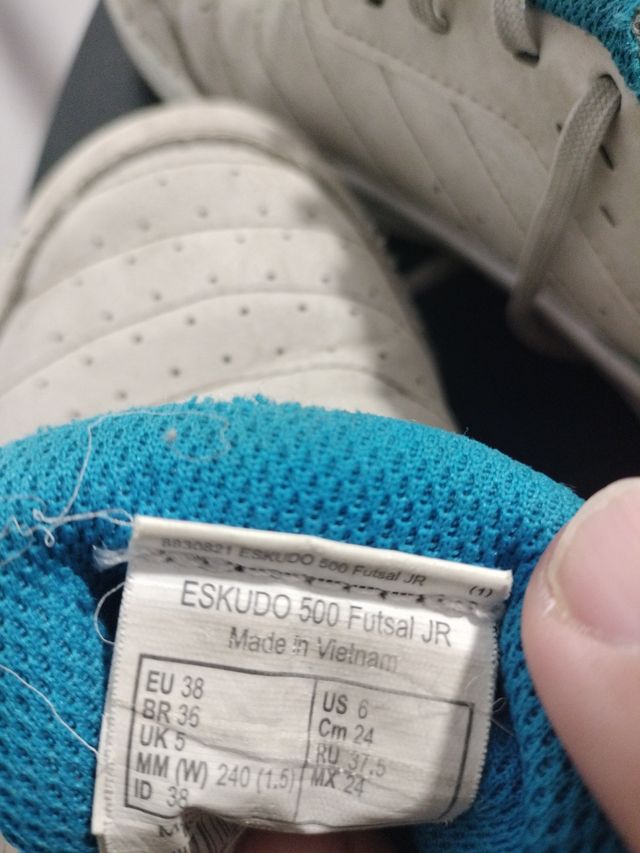 8830821 ESKUDO 500 Futsal JR (1)
ESKUDO 500 Futsal JR
Made in Vietnam
EU 38
BR 36
UK 5
MM (W) 240 (1.5)
ID 38
US 6
Cm 24
RU 37,5
MX 24